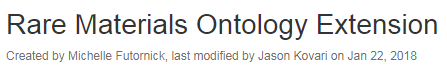 Rare Materials Ontology Extension
Created by Michelle Futornick, last modified by Jason Kovari on Jan 22, 2018